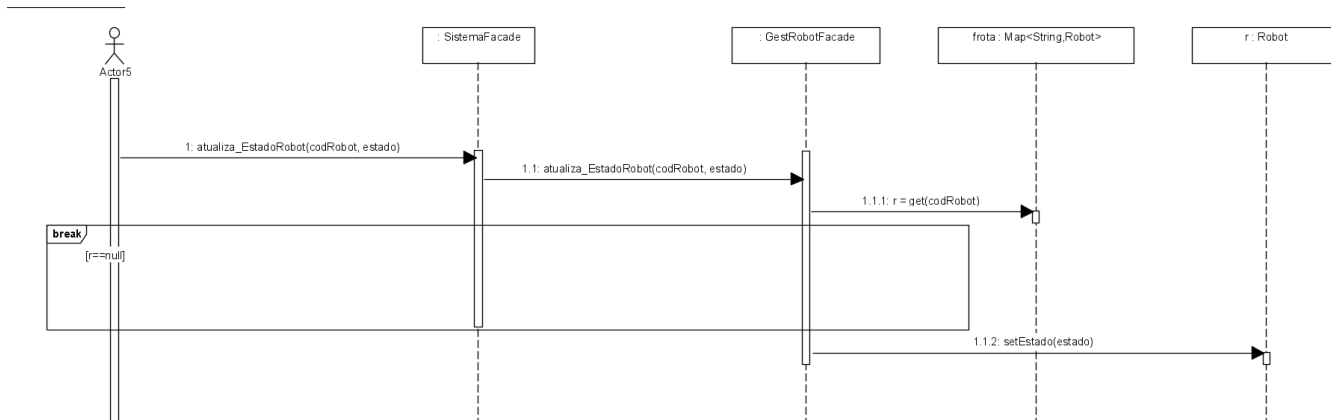 : SistemaFacade
: GestRobotFacade
frota : Map<String,Robot>
r : Robot
Actor5
1: atualiza_EstadoRobot(codRobot, estado)
1.1: atualiza_EstadoRobot(codRobot, estado)
1.1.1: r = get(codRobot)
break
[r==null]
1.1.2: setEstado(estado)